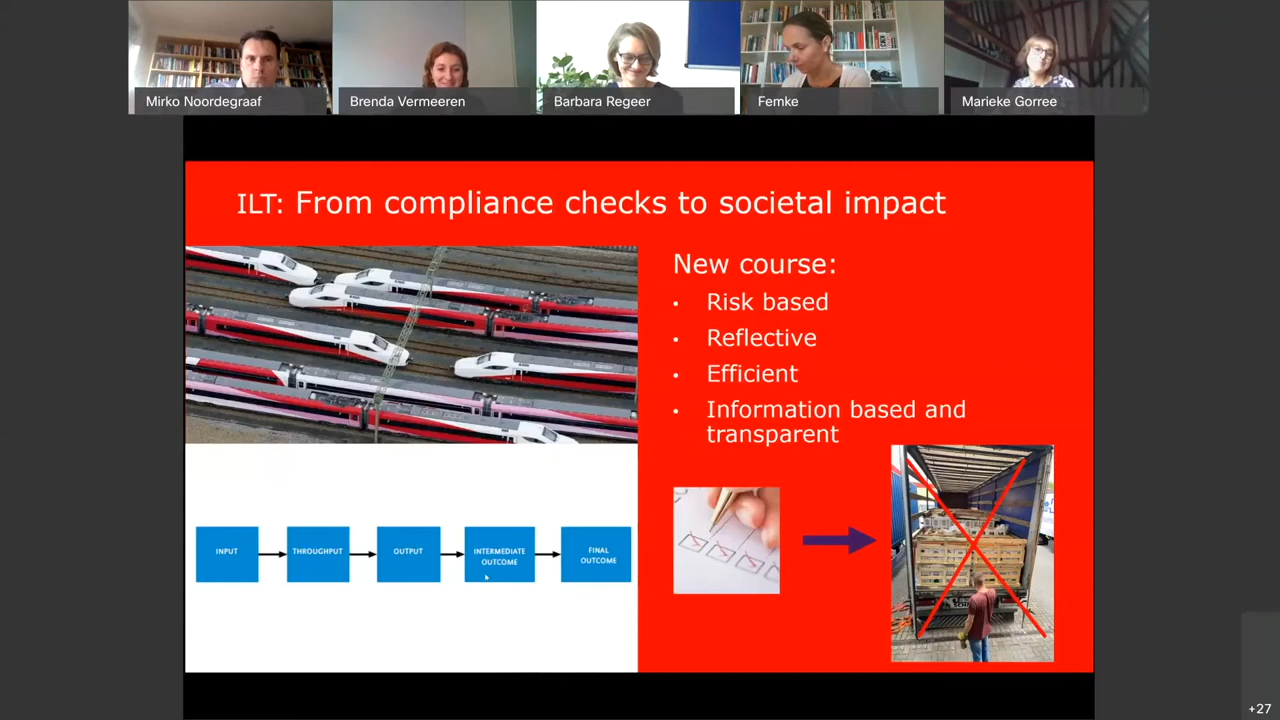 Mirko Noordegraaf
Brenda Vermeeren
Barbara Regeer
Femke
Marieke Gorree
ILT: From compliance checks to societal impact
New course:
• Risk based
• Reflective
• Efficient
• Information based and
transparent
INPUT
THROUGHPUT
OUTPUT
INTERMEDIATE
OUTCOME
FINAL
OUTCOME
+27